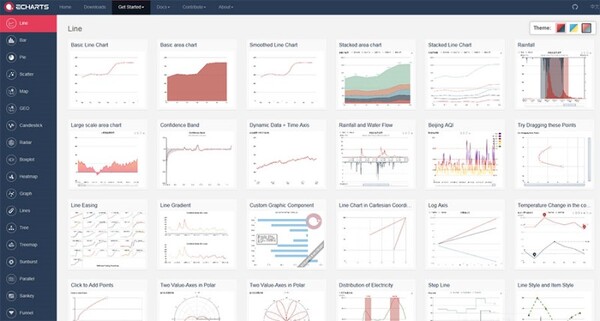 ECHARTS
Home
Downloads
Get Started
Docs
Contribute
About
Line
Bar
Pie
Scatter
Map
GEO
Candlestick
Radar
Boxplot
Heatmap
Graph
Lines
Tree
Treemap
Sunburst
Parallel
Sankey
Funnel
Line
Theme:
Basic Line Chart
Basic area chart
Smoothed Line Chart
Stacked area chart
Stacked Line Chart
Rainfall
Large scale area chart
Confidence Band
Dynamic Data + Time Axis
Rainfall and Water Flow
Beijing AQI
Try Dragging these Points
Line Easing
Line Gradient
Custom Graphic Component
Line Chart in Cartesian Coordi...
Log Axis
Temperature Change in the co...
Click to Add Points
Two Value-Axes in Polar
Two Value-Axes in Polar
Distribution of Electricity
Step Line
Line Style and Item Style